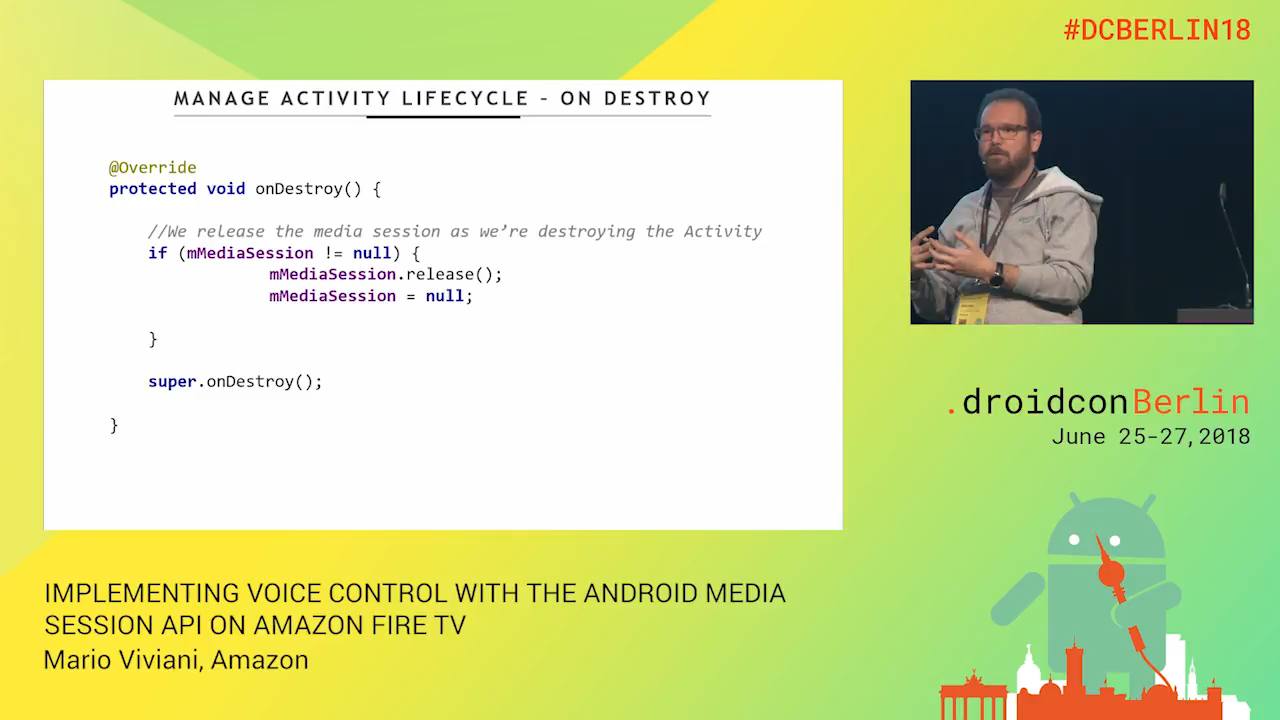 #DCBERLIN18
MANAGE ACTIVITY LIFECYCLE – ON DESTROY
@Override
protected void onDestroy() {
//We release the media session as we’re destroying the Activity
if (mMediaSession != null) {
mMediaSession.release();
mMediaSession = null;
}
super.onDestroy();
}
.droidconBerlin
June 25-27,2018
IMPLEMENTING VOICE CONTROL WITH THE ANDROID MEDIA
SESSION API ON AMAZON FIRE TV
Mario Viviani, Amazon